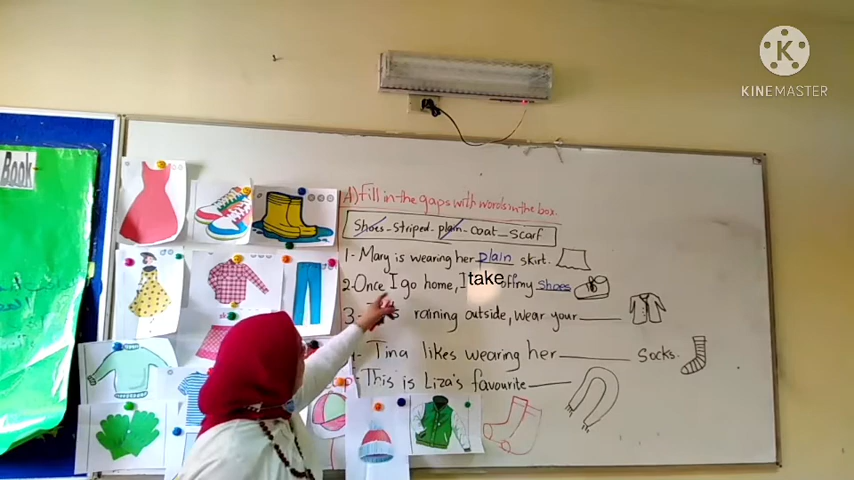 Book
KINEMASTER
A) Fill in the gaps with words in the box.
Shoes - striped - plain - coat - scarf
1- Mary is wearing her plain skirt.
2- Once I go home, I take off my shoes
3- raining outside, wear your
Tina likes wearing her socks.
This is Liza's favourite